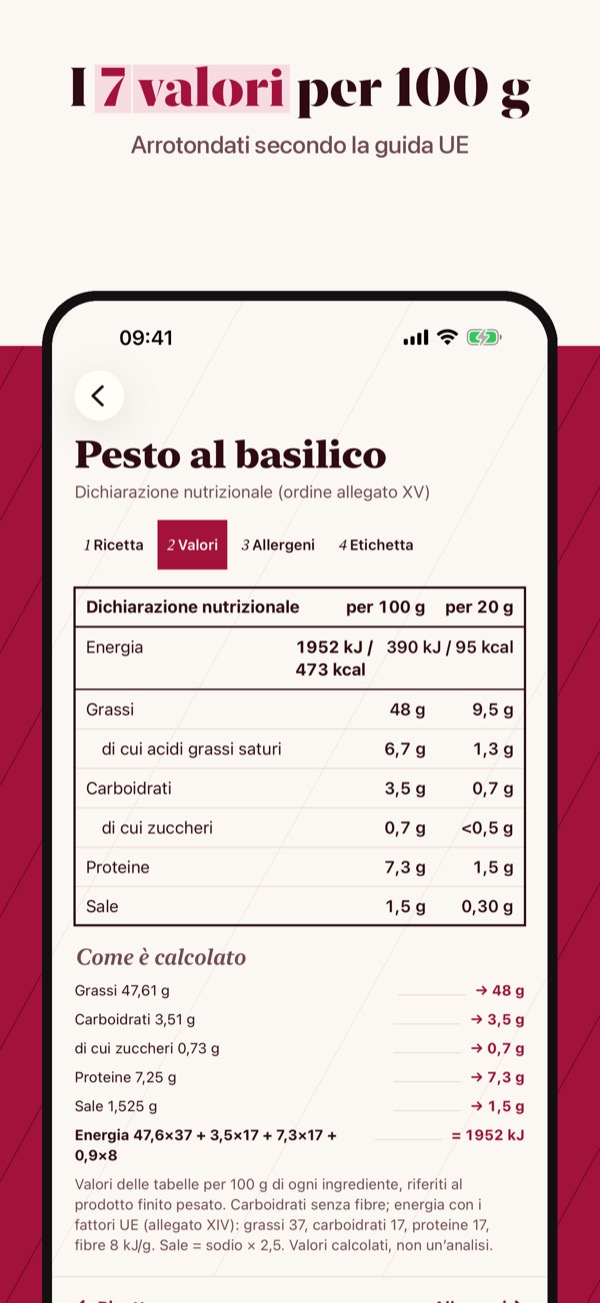 I 7 valori per 100 g
Arrotondati secondo la guida UE
09:41
Pesto al basilico
Dichiarazione nutrizionale (ordine allegato XV)
1 Ricetta 2 Valori 3 Allergeni 4 Etichetta
Dichiarazione nutrizionale per 100 g per 20 g
Energia 1952 kJ / 390 kJ / 95 kcal
473 kcal
Grassi 48 g 9,5 g
di cui acidi grassi saturi 6,7 g 1,3 g
Carboidrati 3,5 g 0,7 g
di cui zuccheri 0,7 g <0,5 g
Proteine 7,3 g 1,5 g
Sale 1,5 g 0,30 g
Come è calcolato
Grassi 47,61 g → 48 g
Carboidrati 3,51 g → 3,5 g
di cui zuccheri 0,73 g → 0,7 g
Proteine 7,25 g → 7,3 g
Sale 1,525 g → 1,5 g
Energia 47,6×37 + 3,5×17 + 7,3×17 + = 1952 kJ
0,9×8
Valori delle tabelle per 100 g di ogni ingrediente, riferiti al
prodotto finito pesato. Carboidrati senza fibre; energia con i
fattori UE (allegato XIV): grassi 37, carboidrati 17, proteine 17,
fibre 8 kJ/g. Sale = sodio × 2,5. Valori calcolati, non un’analisi.